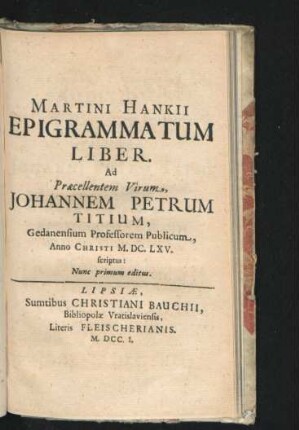 MARTINI HANKII
EPIGRAMMATUM
LIBER.
Ad
Præcellentem Virum,
JOHANNEM PETRUM
TITIUM,
Gedanensium Professorem Publicum,
Anno CHRISTI M. DC. LXV.
scriptus:
Nunc primum editus.
LIPSIÆ,
Sumtibus CHRISTIANI BAUCHII,
Bibliopolæ Vratislaviensis,
Literis FLEISCHERIANIS.
M. DCC. I.